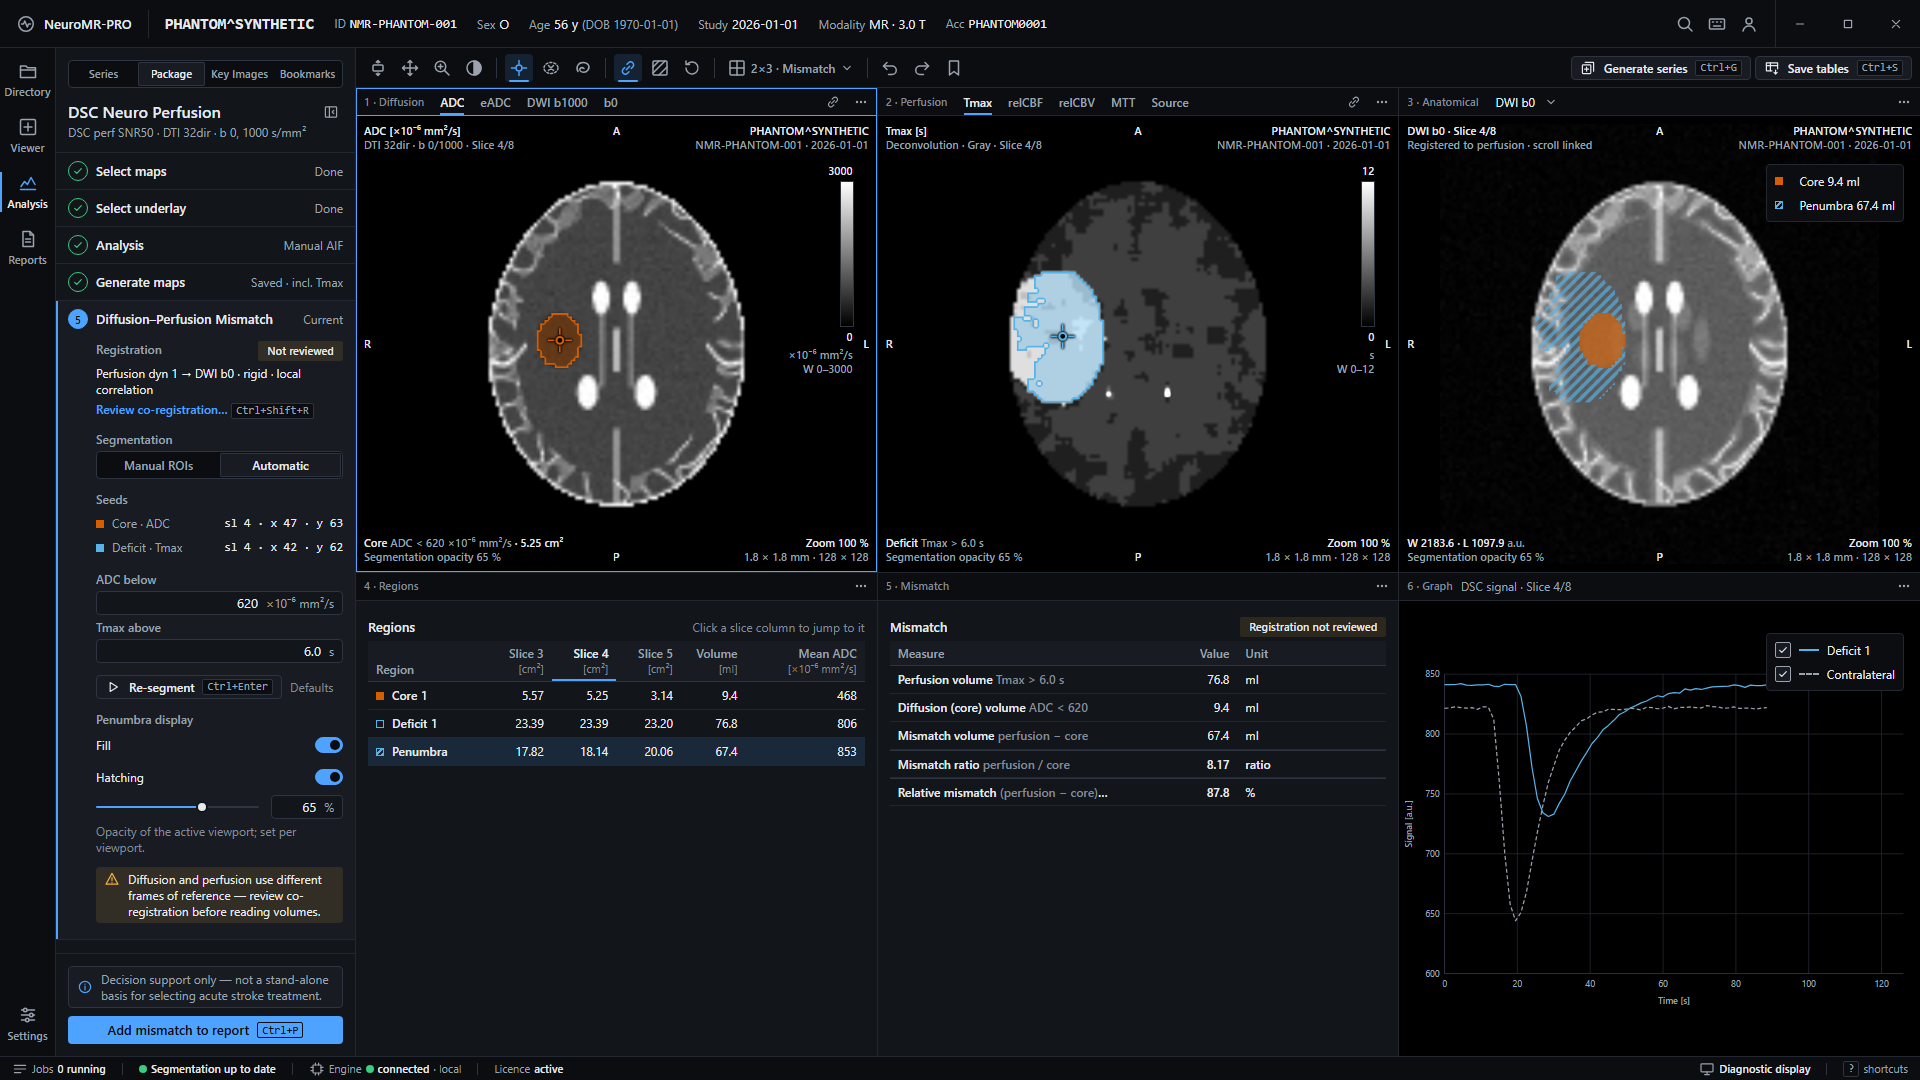 NeuroMR-PRO PHANTOM^SYNTHETIC ID NMR-PHANTOM-001 Sex O Age 56 y (DOB 1970-01-01) Study 2026-01-01 Modality MR · 3.0 T Acc PHANTOM0001
Directory
Viewer
Analysis
Reports
Settings
Series Package Key Images Bookmarks
DSC Neuro Perfusion
DSC perf SNR50 · DTI 32dir · b 0, 1000 s/mm²
Select maps Done
Select underlay Done
Analysis Manual AIF
Generate maps Saved · incl. Tmax
5 Diffusion–Perfusion Mismatch Current
Registration Not reviewed
Perfusion dyn 1 → DWI b0 · rigid · local
correlation
Review co-registration... Ctrl+Shift+R
Segmentation
Manual ROIs Automatic
Seeds
Core · ADC sl 4 · x 47 · y 63
Deficit · Tmax sl 4 · x 42 · y 62
ADC below
620 ×10⁻⁶ mm²/s
Tmax above
6.0 s
Re-segment Ctrl+Enter Defaults
Penumbra display
Fill
Hatching
65 %
Opacity of the active viewport; set per
viewport.
Diffusion and perfusion use different
frames of reference — review co-
registration before reading volumes.
Decision support only — not a stand-alone
basis for selecting acute stroke treatment.
Add mismatch to report Ctrl+P
2×3 · Mismatch
Generate series Ctrl+G
Save tables Ctrl+S
1 · Diffusion ADC eADC DWI b1000 b0
ADC [×10⁻⁶ mm²/s] A PHANTOM^SYNTHETIC
DTI 32dir · b 0/1000 · Slice 4/8 NMR-PHANTOM-001 · 2026-01-01
3000
0
×10⁻⁶ mm²/s
W 0–3000
R L
Core ADC < 620 ×10⁻⁶ mm²/s · 5.25 cm² Zoom 100 %
Segmentation opacity 65 % P 1.8 × 1.8 mm · 128 × 128
2 · Perfusion Tmax relCBF relCBV MTT Source
Tmax [s] A PHANTOM^SYNTHETIC
Deconvolution · Gray · Slice 4/8 NMR-PHANTOM-001 · 2026-01-01
12
0
s
W 0–12
R L
Deficit Tmax > 6.0 s Zoom 100 %
Segmentation opacity 65 % P 1.8 × 1.8 mm · 128 × 128
3 · Anatomical DWI b0
DWI b0 · Slice 4/8 A PHANTOM^SYNTHETIC
Registered to perfusion · scroll linked NMR-PHANTOM-001 · 2026-01-01
Core 9.4 ml
Penumbra 67.4 ml
R L
W 2183.6 · L 1097.9 a.u. Zoom 100 %
Segmentation opacity 65 % P 1.8 × 1.8 mm · 128 × 128
4 · Regions
Regions Click a slice column to jump to it
Region Slice 3 [cm²] Slice 4 [cm²] Slice 5 [cm²] Volume [ml] Mean ADC [×10⁻⁶ mm²/s]
Core 1 5.57 5.25 3.14 9.4 468
Deficit 1 23.39 23.39 23.20 76.8 806
Penumbra 17.82 18.14 20.06 67.4 853
5 · Mismatch
Mismatch Registration not reviewed
Measure Value Unit
Perfusion volume Tmax > 6.0 s 76.8 ml
Diffusion (core) volume ADC < 620 9.4 ml
Mismatch volume perfusion − core 67.4 ml
Mismatch ratio perfusion / core 8.17 ratio
Relative mismatch (perfusion − core)... 87.8 %
6 · Graph DSC signal · Slice 4/8
Deficit 1
Contralateral
850
800
750
700
650
600
Signal [a.u.]
0 20 40 60 80 100 120
Time [s]
Jobs 0 running Segmentation up to date Engine connected · local Licence active Diagnostic display ? shortcuts